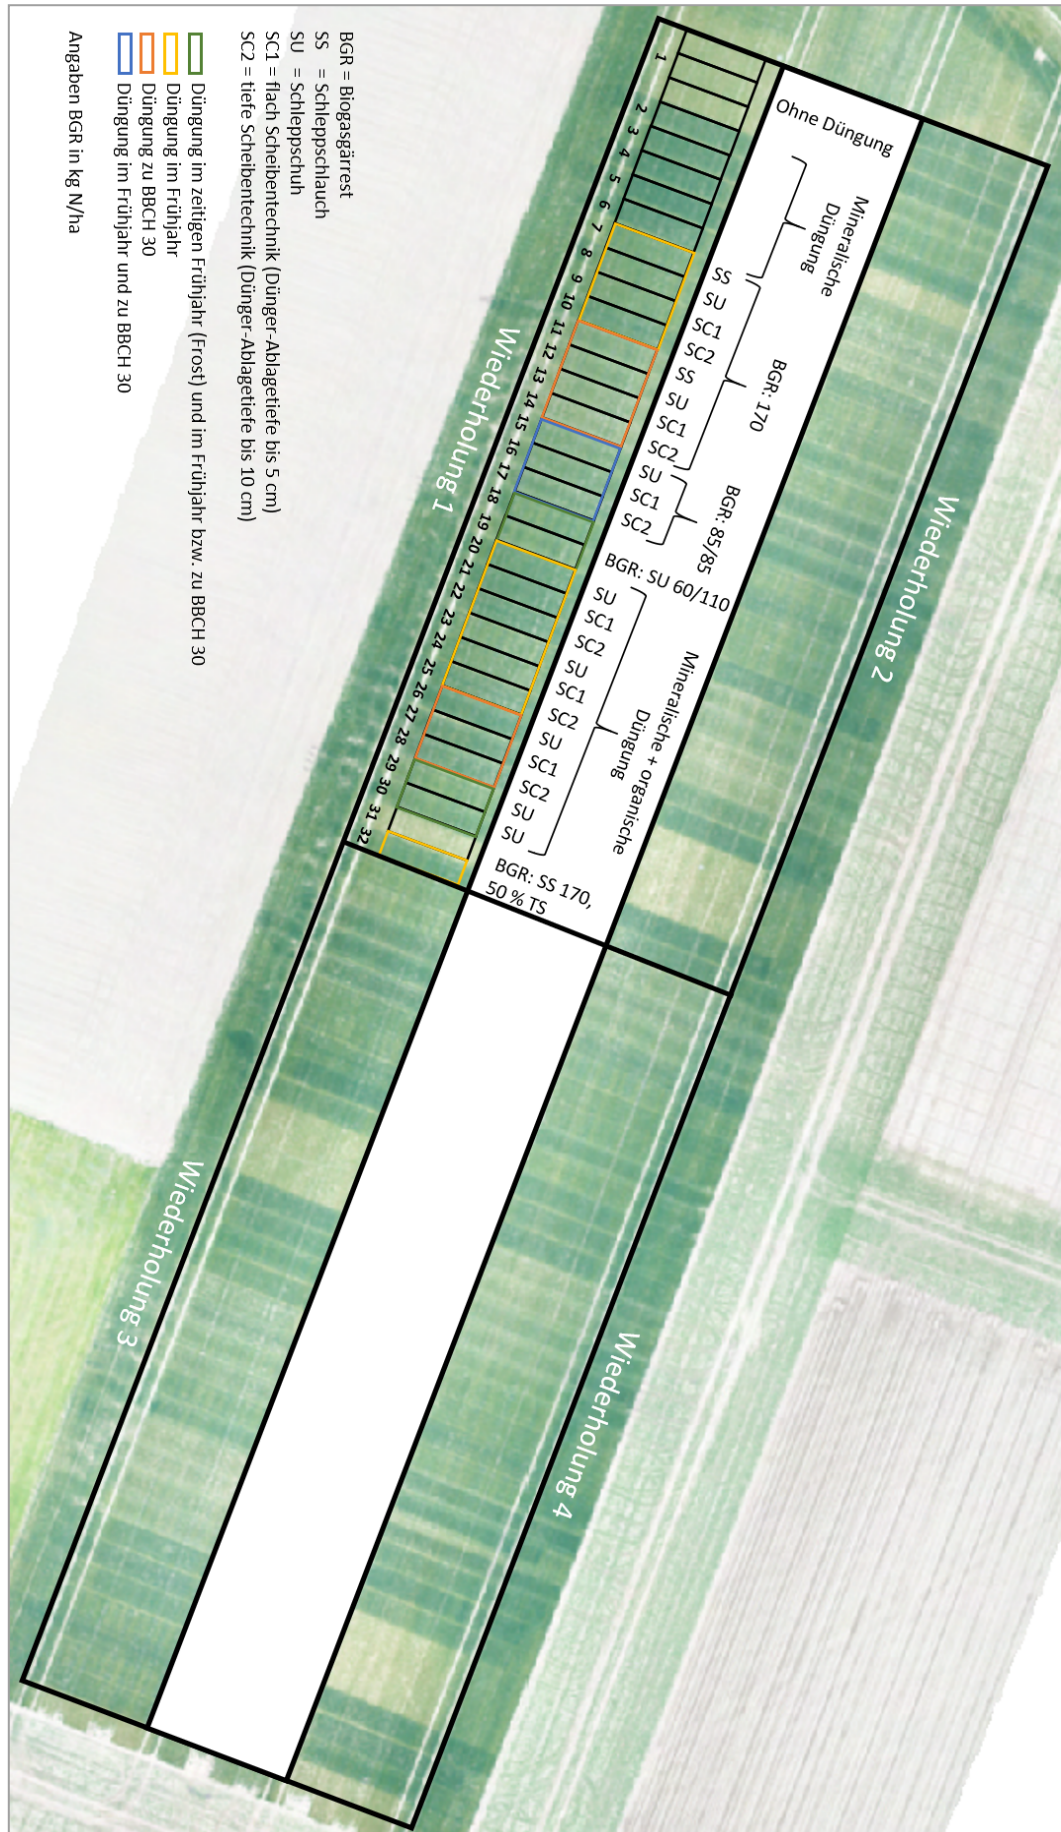 BGR = Biogasgärrest
SS = Schleppschlauch
SU = Schleppschuh
SC1 = flach Scheibentechnik (Dünger-Ablagetiefe bis 5 cm)
SC2 = tiefe Scheibentechnik (Dünger-Ablagetiefe bis 10 cm)
Düngung im zeitigen Frühjahr (Frost) und im Frühjahr bzw. zu BBCH 30
Düngung im Frühjahr
Düngung zu BBCH 30
Düngung im Frühjahr und zu BBCH 30
Angaben BGR in kg N/ha
Wiederholung 2
Wiederholung 4
Ohne Düngung
Mineralische
Düngung
BGR: 170
BGR: 85/85
BGR: SU 60/110
Mineralische + organische
Düngung
BGR: SS 170,
50 % TS
SS
SU
SC1
SC2
SS
SU
SC1
SC2
SU
SC1
SC2
SU
SC1
SC2
SU
SC1
SC2
SU
SC1
SC2
SU
SU
1
2
3
4
5
6
7
8
9
10
11
12
13
14
15
16
17
18
19
20
21
22
23
24
25
26
27
28
29
30
31
32
Wiederholung 1
Wiederholung 3